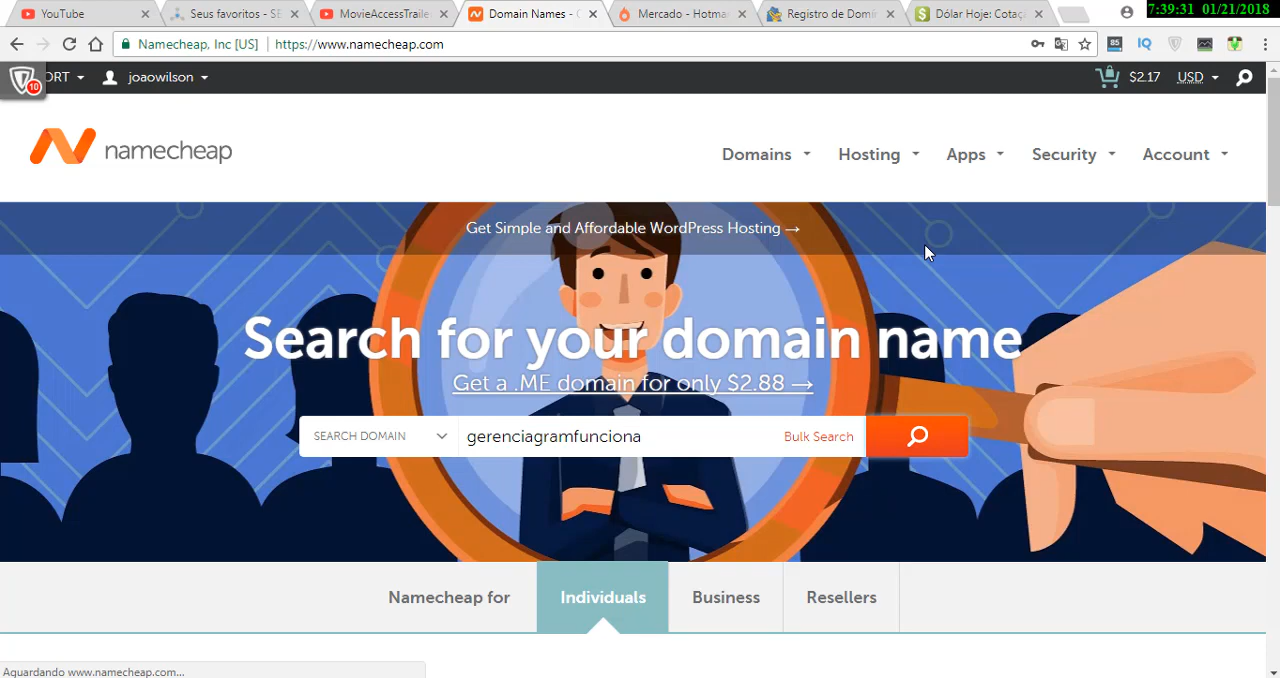 YouTube
Seus favoritos - SE
MovieAccessTraile
Domain Names - 
Mercado - Hotma
Registro de Domín
Dólar Hoje: Cotaç
7:39:31 01/21/2018
Namecheap, Inc [US]
https://www.namecheap.com
85
IQ
10
ORT
joaowilson
$2.17
USD
namecheap
Domains
Hosting
Apps
Security
Account
Get Simple and Affordable WordPress Hosting →
Search for your domain name
Get a .ME domain for only $2.88 →
SEARCH DOMAIN
gerenciagramfunciona
Bulk Search
Namecheap for
Individuals
Business
Resellers
Aguardando www.namecheap.com...